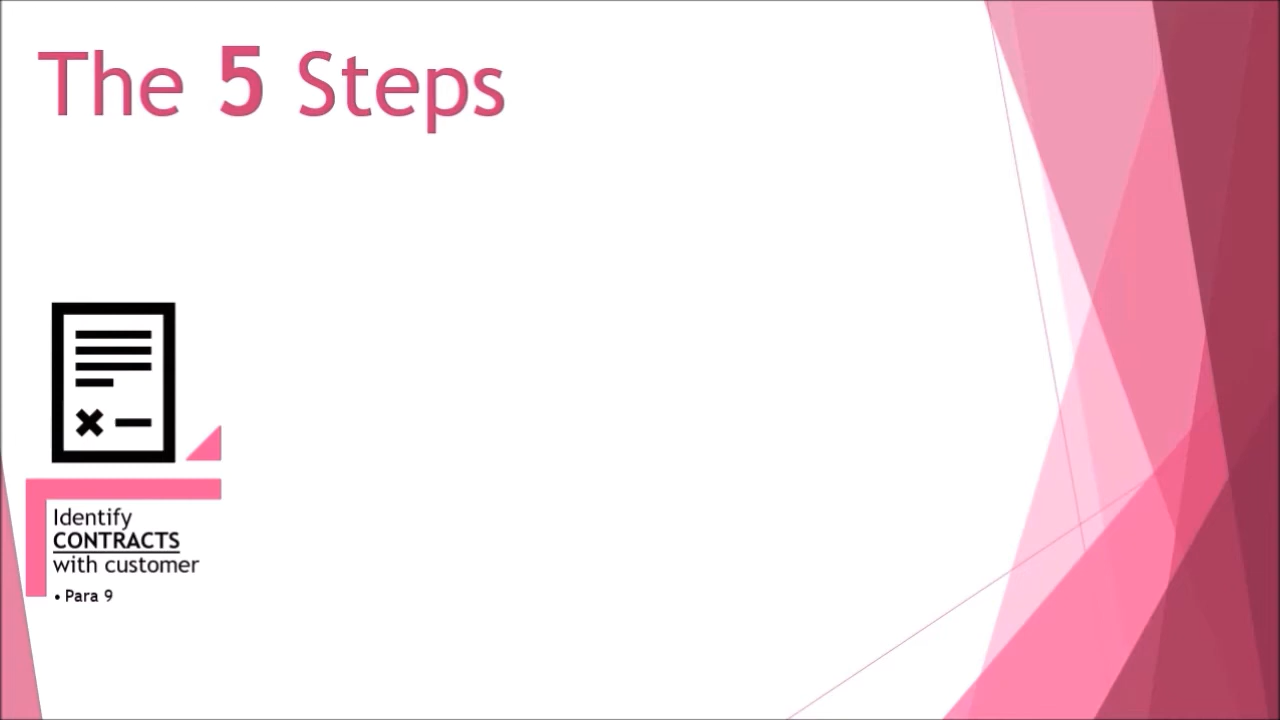 The 5 Steps
Identify
CONTRACTS
with customer
• Para 9